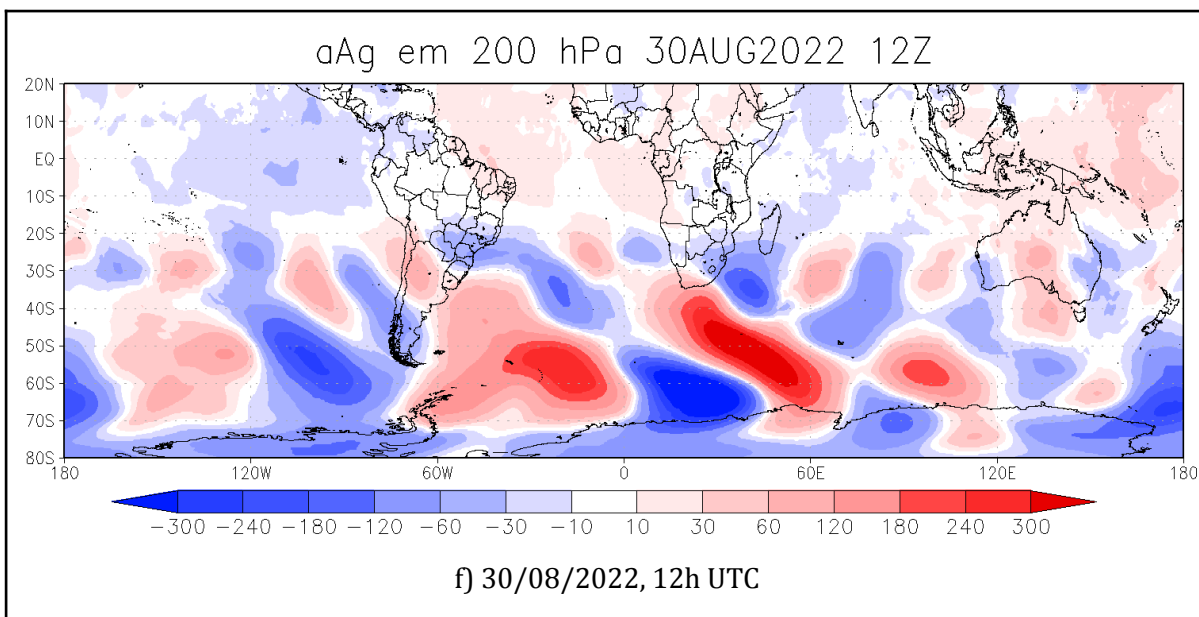 aAg em 200 hPa 30AUG2022 12Z
20N
10N
EQ
10S
20S
30S
40S
50S
60S
70S
80S
180 120W 60W 0 60E 120E 180
−300 −240 −180 −120 −60 −30 −10 10 30 60 120 180 240 300
f) 30/08/2022, 12h UTC